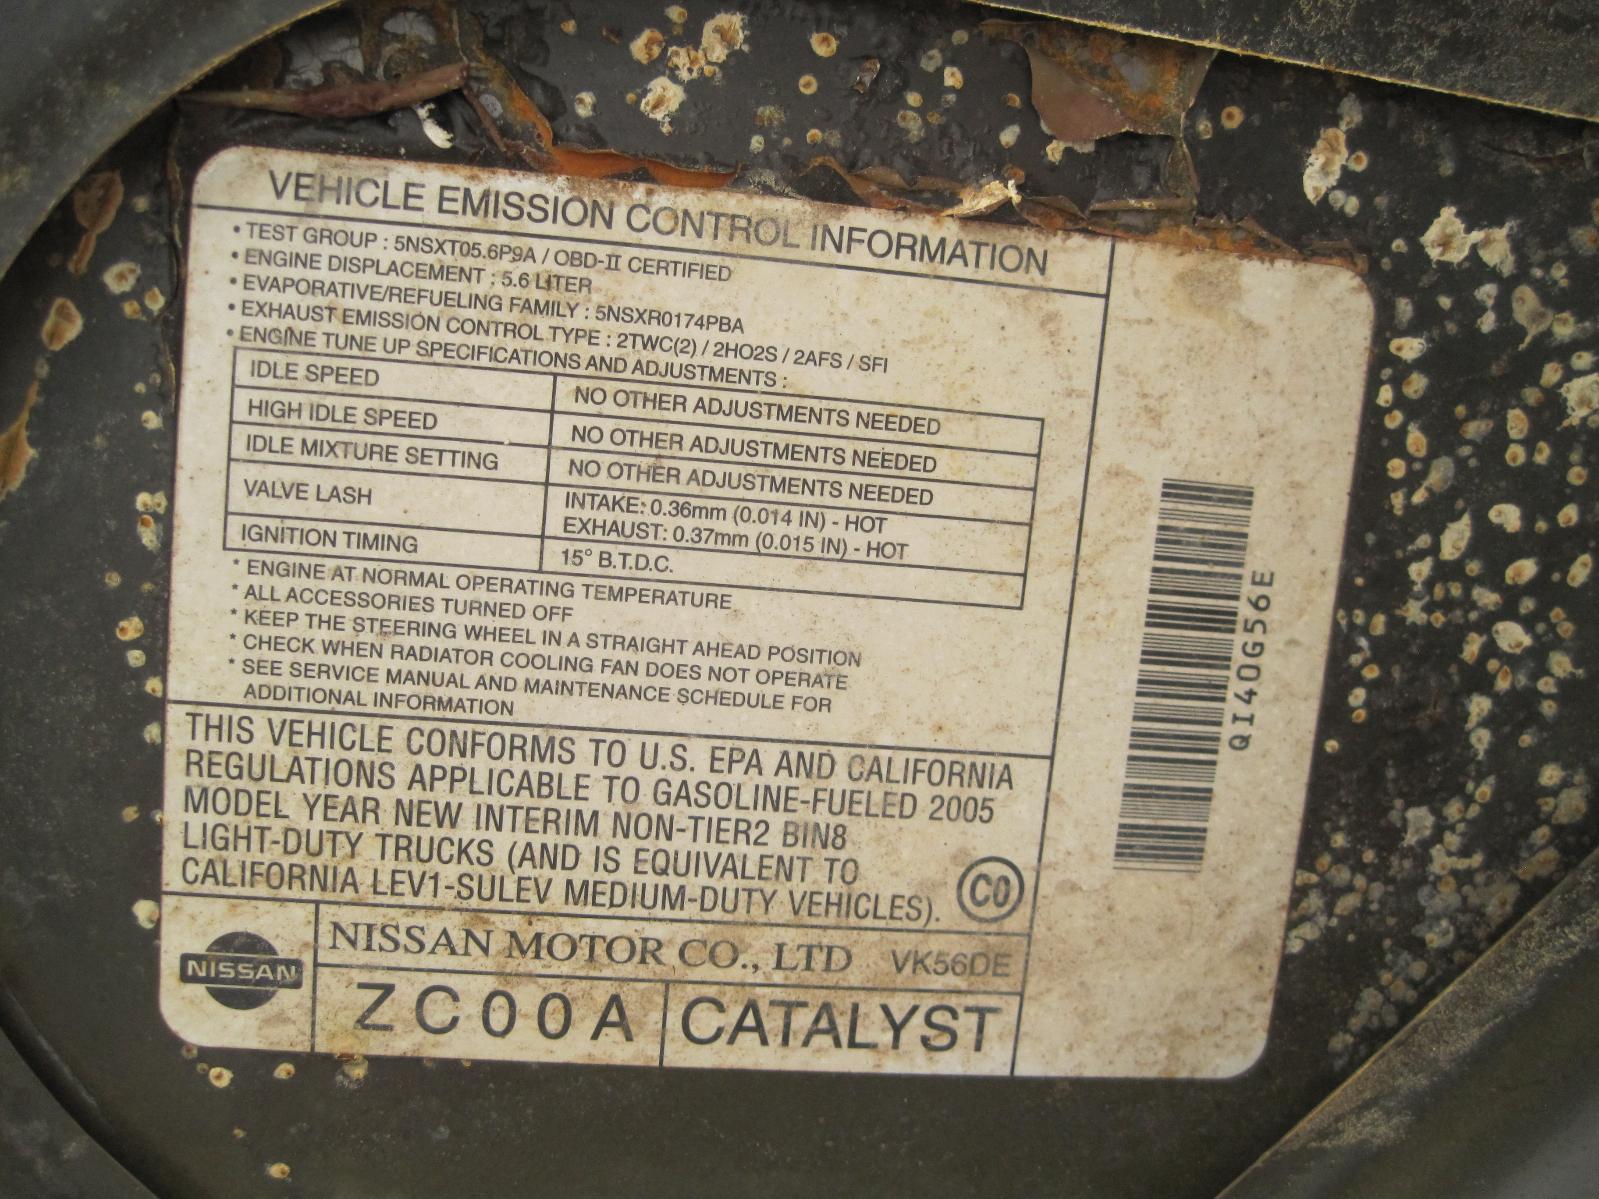 VEHICLE EMISSION CONTROL INFORMATION
• TEST GROUP : 5NSXT05.6P9A / OBD-II CERTIFIED
• ENGINE DISPLACEMENT : 5.6 LITER
• EVAPORATIVE/REFUELING FAMILY : 5NSXR0174PBA
• EXHAUST EMISSION CONTROL TYPE : 2TWC(2) / 2HO2S / 2AFS / SFI
• ENGINE TUNE UP SPECIFICATIONS AND ADJUSTMENTS :
IDLE SPEED NO OTHER ADJUSTMENTS NEEDED
HIGH IDLE SPEED NO OTHER ADJUSTMENTS NEEDED
IDLE MIXTURE SETTING NO OTHER ADJUSTMENTS NEEDED
VALVE LASH INTAKE: 0.36mm (0.014 IN) - HOT
EXHAUST: 0.37mm (0.015 IN) - HOT
IGNITION TIMING 15° B.T.D.C.
* ENGINE AT NORMAL OPERATING TEMPERATURE
* ALL ACCESSORIES TURNED OFF
* KEEP THE STEERING WHEEL IN A STRAIGHT AHEAD POSITION
* CHECK WHEN RADIATOR COOLING FAN DOES NOT OPERATE
* SEE SERVICE MANUAL AND MAINTENANCE SCHEDULE FOR
ADDITIONAL INFORMATION
THIS VEHICLE CONFORMS TO U.S. EPA AND CALIFORNIA
REGULATIONS APPLICABLE TO GASOLINE-FUELED 2005
MODEL YEAR NEW INTERIM NON-TIER2 BIN8
LIGHT-DUTY TRUCKS (AND IS EQUIVALENT TO
CALIFORNIA LEV1-SULEV MEDIUM-DUTY VEHICLES). C0
NISSAN
NISSAN MOTOR CO., LTD VK56DE
ZC00A CATALYST
QI40G56E